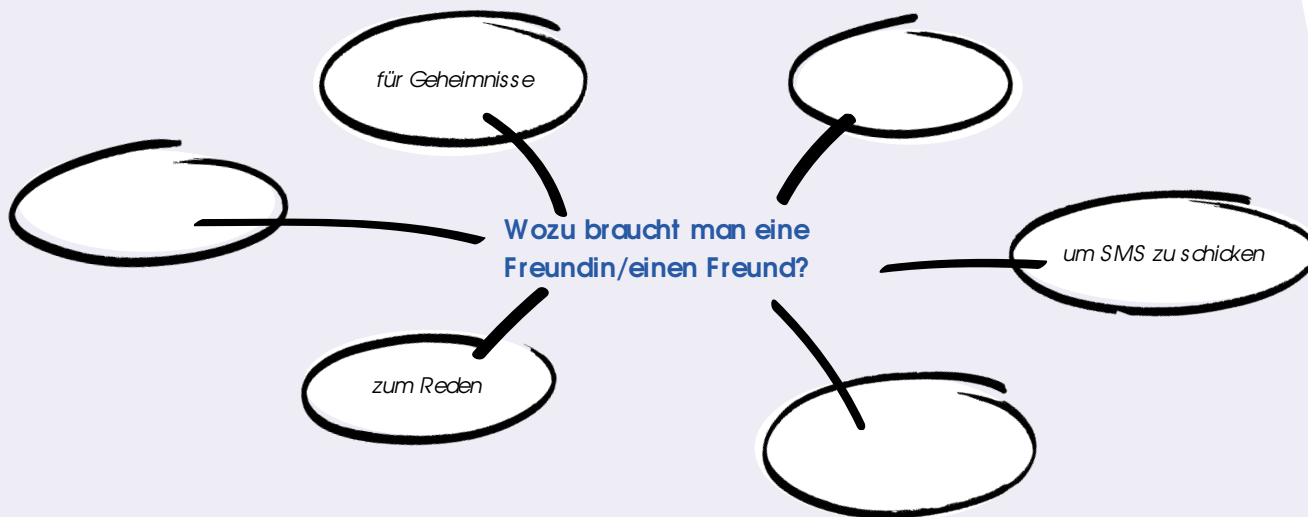 für Geheimnisse
Wozu braucht man eine
Freundin/einen Freund?
um SMS zu schicken
zum Reden